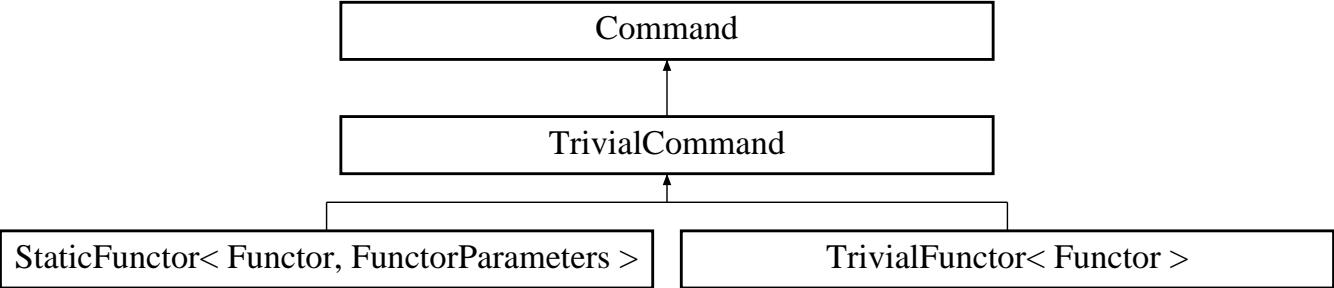 Command
TrivialCommand
StaticFunctor< Functor, FunctorParameters >
TrivialFunctor< Functor >